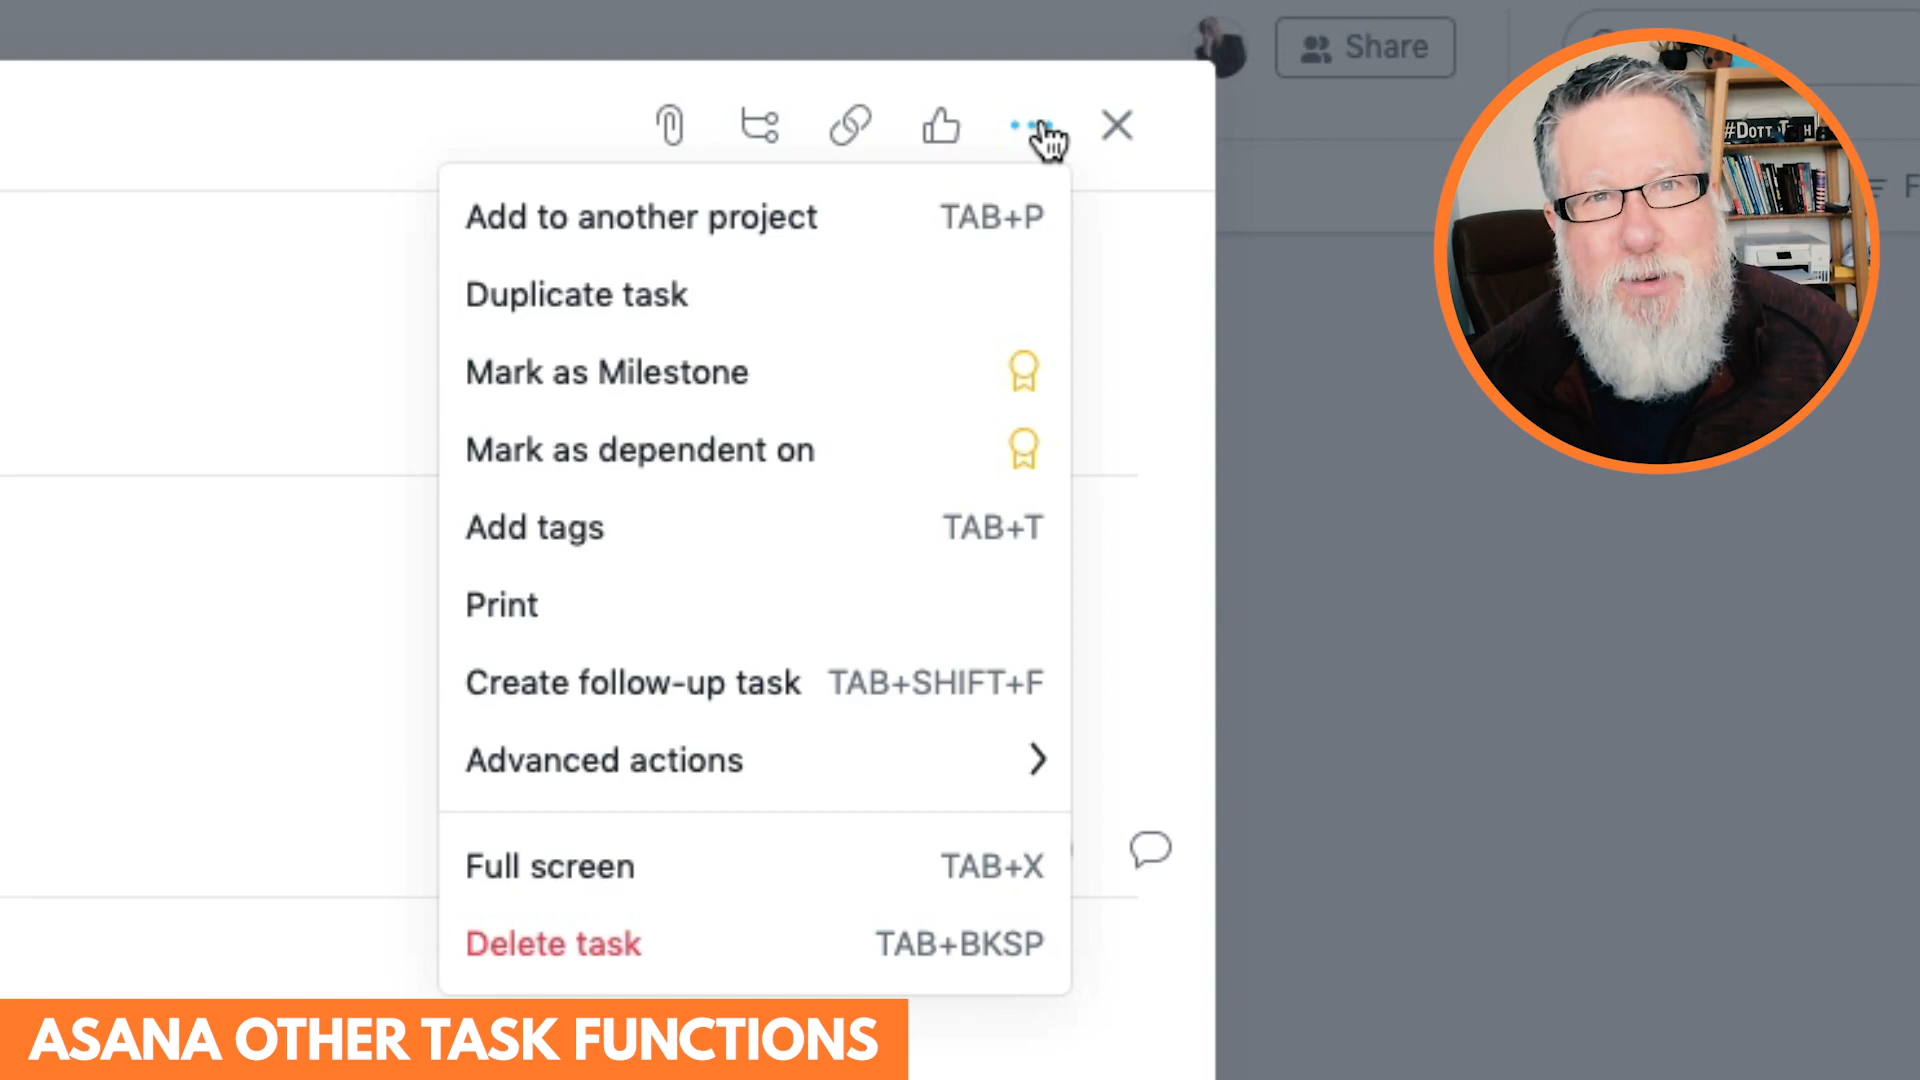 Share
#DOTTOTECH
F
Add to another project TAB+P
Duplicate task
Mark as Milestone
Mark as dependent on
Add tags TAB+T
Print
Create follow-up task TAB+SHIFT+F
Advanced actions
Full screen TAB+X
Delete task TAB+BKSP
ASANA OTHER TASK FUNCTIONS